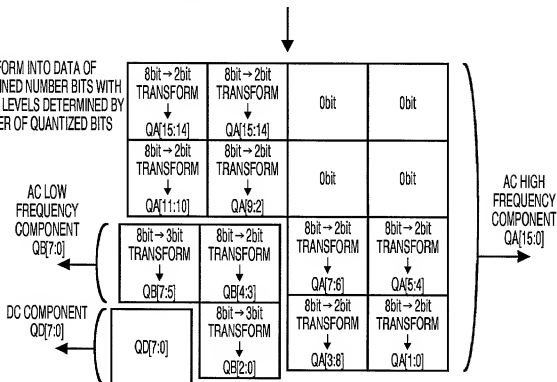 FORM INTO DATA OF
NED NUMBER BITS WITH
LEVELS DETERMINED BY
ER OF QUANTIZED BITS
8bit→2bit
TRANSFORM
QA[15:14]
8bit→2bit
TRANSFORM
QA[15:14]
0bit
0bit
8bit→2bit
TRANSFORM
QA[11:10]
8bit→2bit
TRANSFORM
QA[9:2]
0bit
0bit
AC LOW
FREQUENCY
COMPONENT
QB[7:0]
8bit→3bit
TRANSFORM
QB[7:5]
8bit→2bit
TRANSFORM
QB[4:3]
8bit→2bit
TRANSFORM
QA[7:6]
8bit→2bit
TRANSFORM
QA[5:4]
AC HIGH
FREQUENCY
COMPONENT
QA[15:0]
DC COMPONENT
QD[7:0]
QD[7:0]
8bit→3bit
TRANSFORM
QB[2:0]
8bit→2bit
TRANSFORM
QA[3:8]
8bit→2bit
TRANSFORM
QA[1:0]